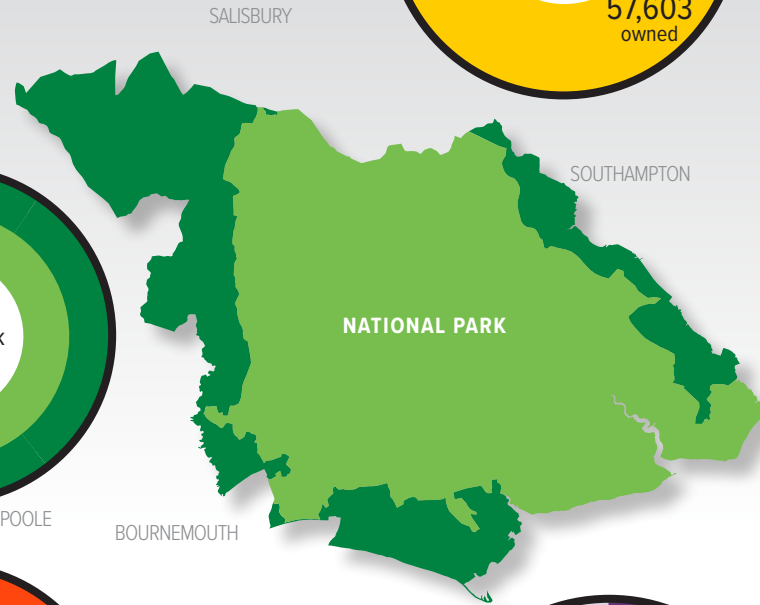 SALISBURY
57,603
owned
SOUTHAMPTON
NATIONAL PARK
POOLE
BOURNEMOUTH